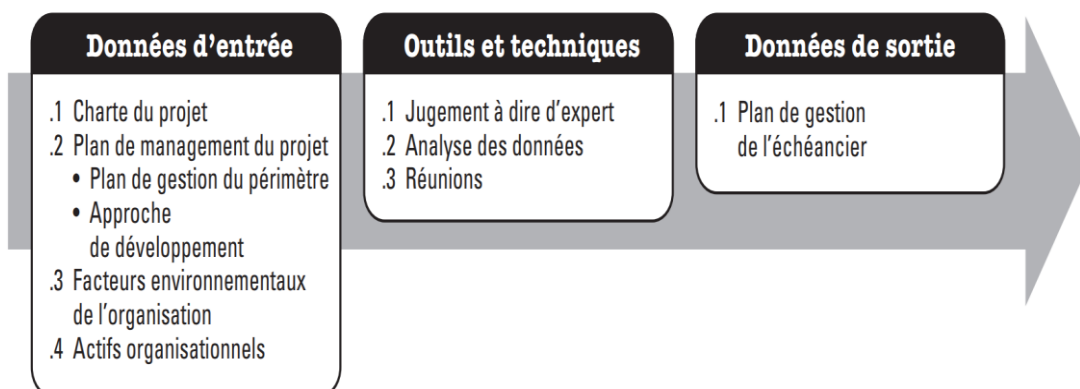 Données d’entrée
.1 Charte du projet
.2 Plan de management du projet
• Plan de gestion du périmètre
• Approche
de développement
.3 Facteurs environnementaux
de l’organisation
.4 Actifs organisationnels
Outils et techniques
.1 Jugement à dire d’expert
.2 Analyse des données
.3 Réunions
Données de sortie
.1 Plan de gestion
de l’échéancier